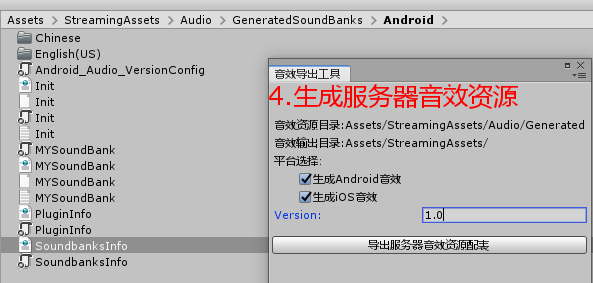 Assets > StreamingAssets > Audio > GeneratedSoundBanks > Android >
Chinese
English(US)
Android_Audio_VersionConfig
Init
Init
Init
Init
MYSoundBank
MYSoundBank
MYSoundBank
MYSoundBank
PluginInfo
PluginInfo
SoundbanksInfo
SoundbanksInfo
音效导出工具
4.生成服务器音效资源
音效资源目录:Assets/StreamingAssets/Audio/Generated
音效输出目录:Assets/StreamingAssets/
平台选择:
生成Android音效
生成iOS音效
Version: 1.0
导出服务器音效资源配表